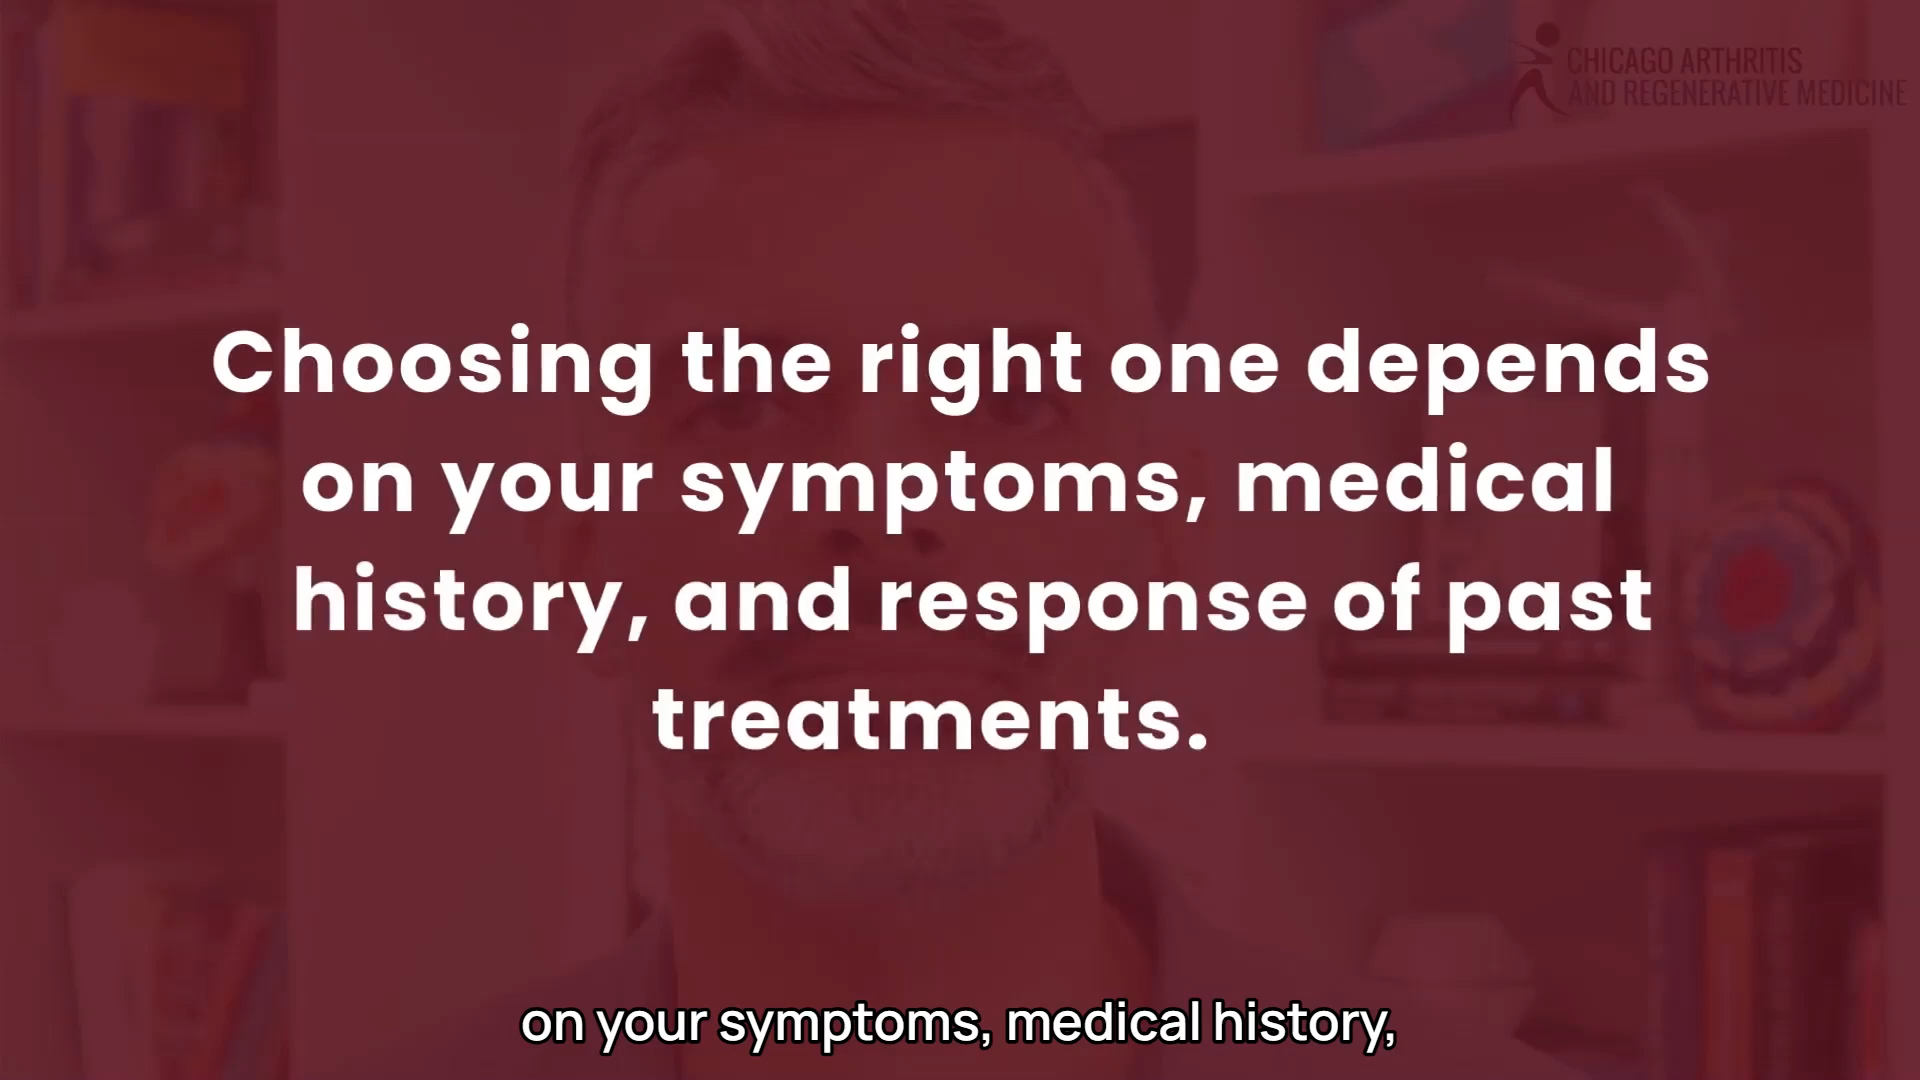 CHICAGO ARTHRITIS
AND REGENERATIVE MEDICINE
Choosing the right one depends
on your symptoms, medical
history, and response of past
treatments.
on your symptoms, medical history,